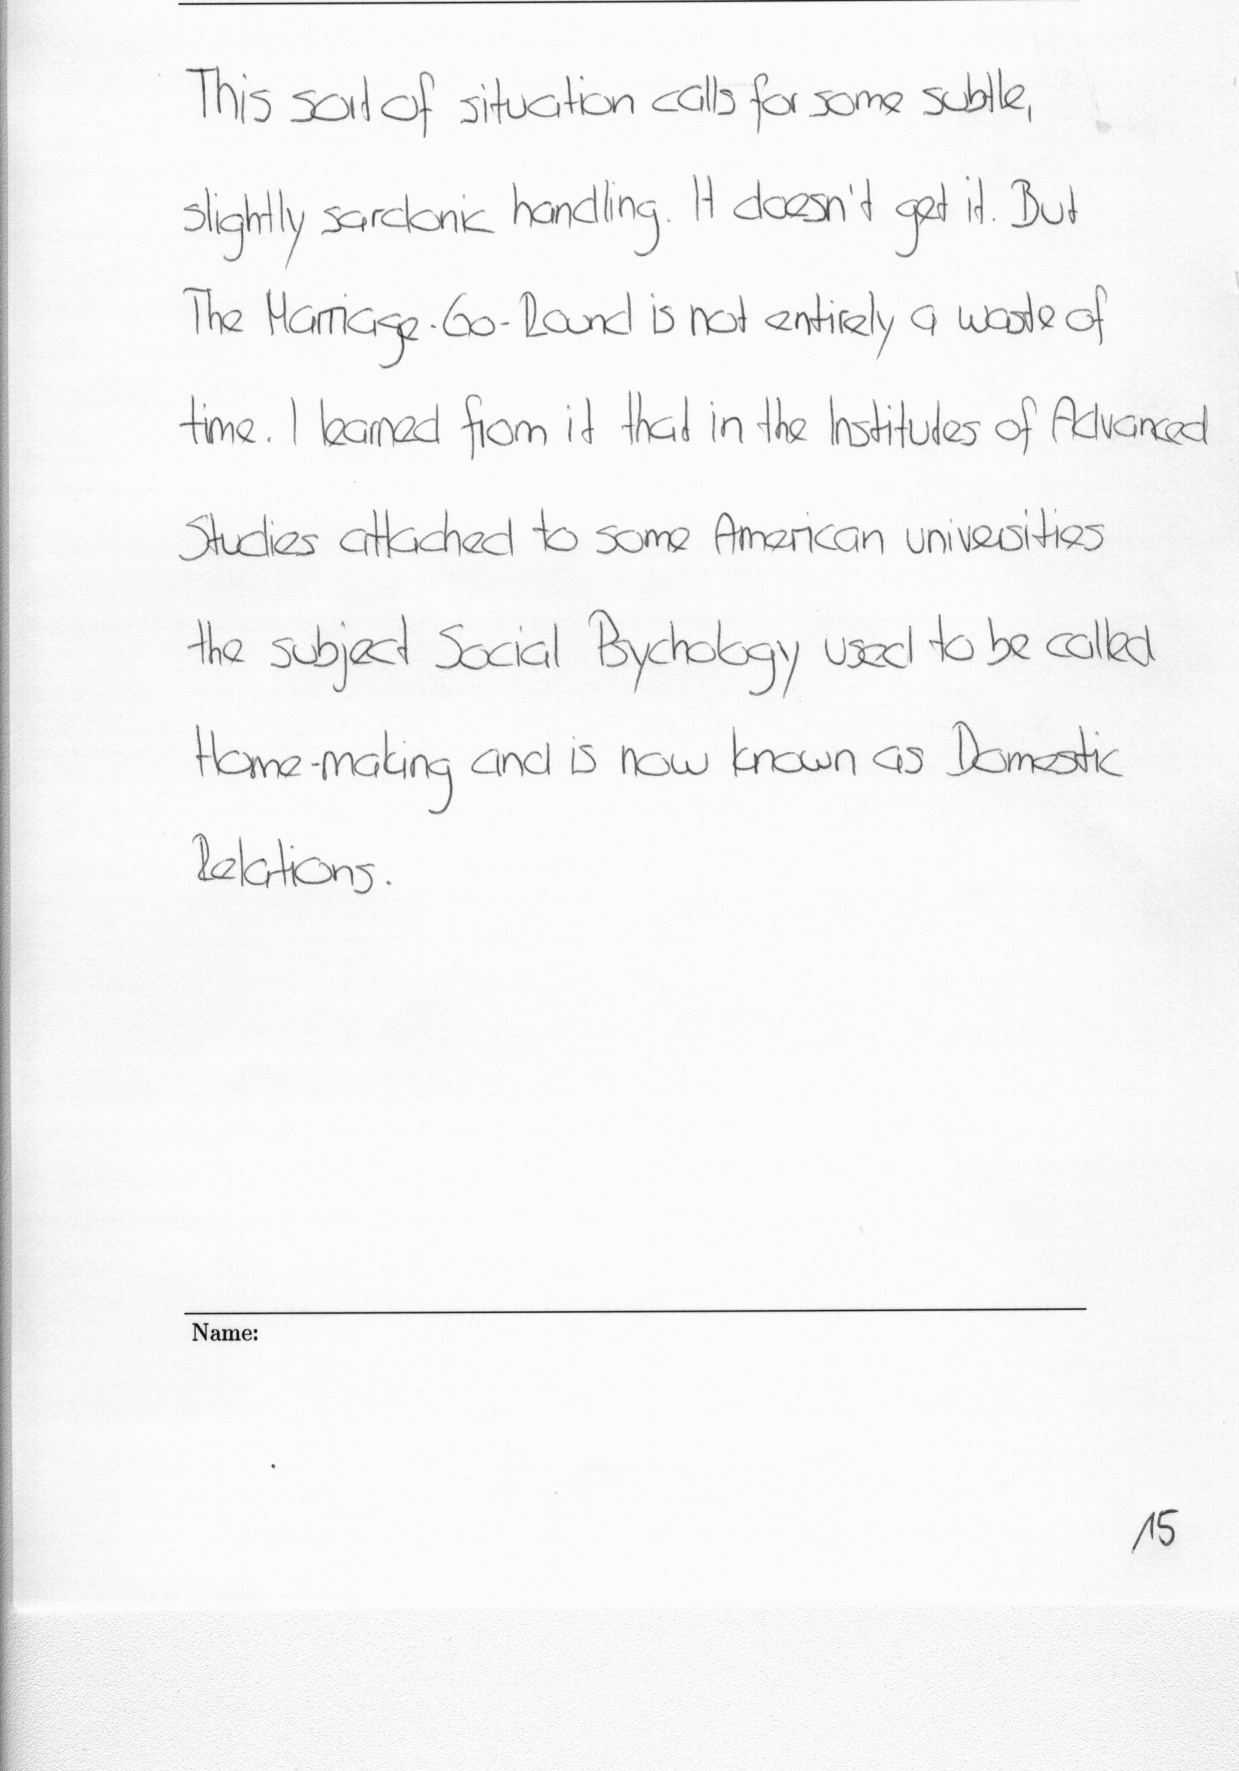 This sort of situation calls for some subtle,
slightly sardonic handling. It doesn't get it. But
The Marriage-Go-Round is not entirely a waste of
time. I learned from it that in the Institutes of Advanced
Studies attached to some American universities
the subject Social Psychology used to be called
Home-making and is now known as Domestic
Relations.
Name:
15